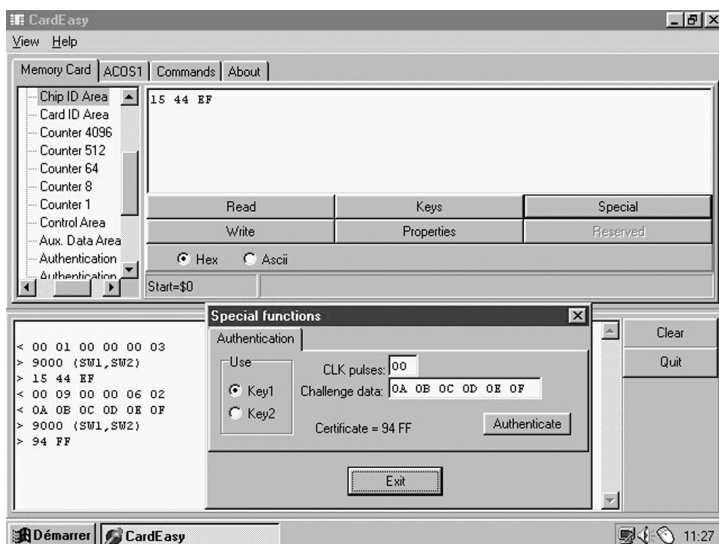 CardEasy
View Help
Memory Card ACOS1 Commands About
Chip ID Area
Card ID Area
Counter 4096
Counter 512
Counter 64
Counter 8
Counter 1
Control Area
Aux. Data Area
Authentication
Authentication
15 44 EF
Read Keys Special
Write Properties Reserved
Hex Ascii
Start=$0
< 00 01 00 00 00 03
> 9000 (SW1,SW2)
> 15 44 EF
< 00 09 00 00 06 02
< 0A 0B 0C 0D 0E 0F
> 9000 (SW1,SW2)
> 94 FF
Special functions
Authentication
Use
Key1
Key2
CLK pulses: 00
Challenge data: 0A 0B 0C 0D 0E 0F
Certificate = 94 FF
Authenticate
Exit
Clear
Quit
Démarrer CardEasy 11:27